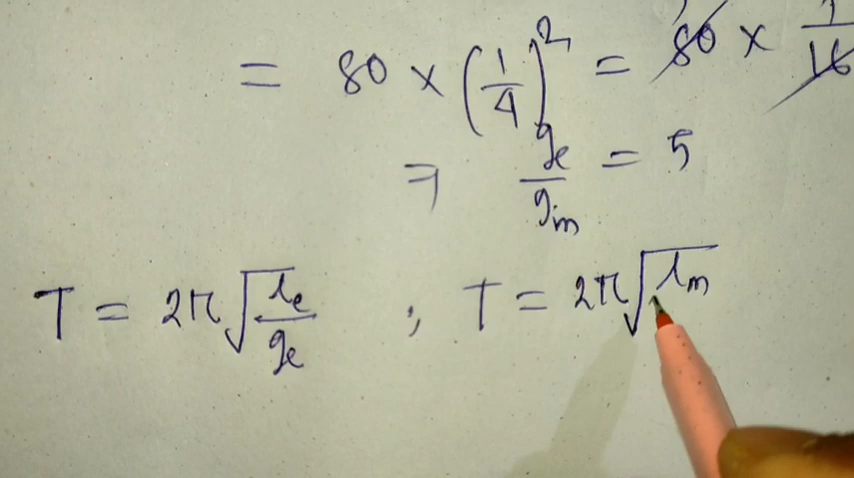 = 80 × (1/4)² = 80 × 1/16
⇒ gₑ/gₘ = 5
T = 2π√(lₑ/gₑ) ; T = 2π√lₘ